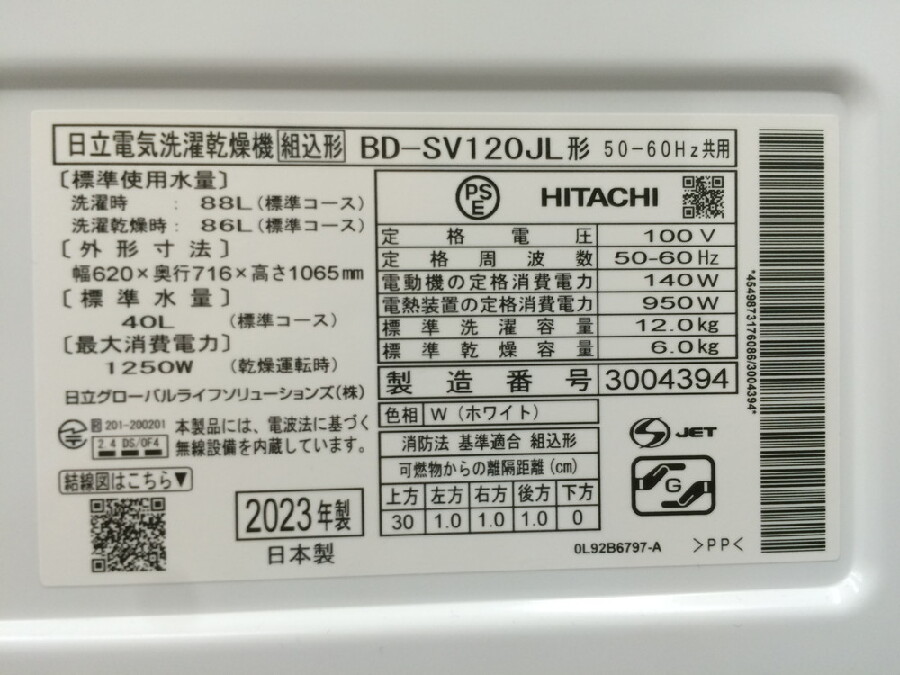 日立電気洗濯乾燥機 組込形 BD-SV120JL形 50-60Hz共用
〔標準使用水量〕
洗濯時 : 88L(標準コース)
洗濯乾燥時 : 86L(標準コース)
〔外形寸法〕
幅620×奥行716×高さ1065mm
〔標準水量〕
40L (標準コース)
〔最大消費電力〕
1250W (乾燥運転時)
日立グローバルライフソリューションズ(株)
R 201-200201
2.4 DS/OF4
本製品には、電波法に基づく
無線設備を内蔵しています。
結線図はこちら▼
2023年製
日本製
PSE HITACHI
定格電圧 100V
定格周波数 50-60Hz
電動機の定格消費電力 140W
電熱装置の定格消費電力 950W
標準洗濯容量 12.0kg
標準乾燥容量 6.0kg
製造番号 3004394
色相 W(ホワイト)
消防法 基準適合 組込形
可燃物からの離隔距離(cm)
上方 左方 右方 後方 下方
30 1.0 1.0 1.0 0
S JET
G
0L92B6797-A >PP<
*4549873176086/3004394*